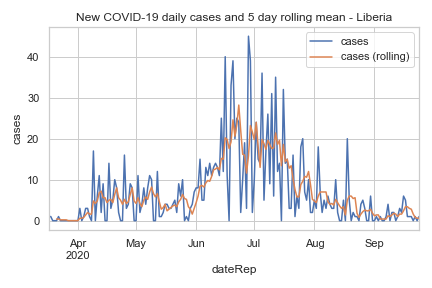 New COVID-19 daily cases and 5 day rolling mean - Liberia
cases
cases (rolling)
cases
40
30
20
10
0
Apr
May
Jun
Jul
Aug
Sep
2020
dateRep